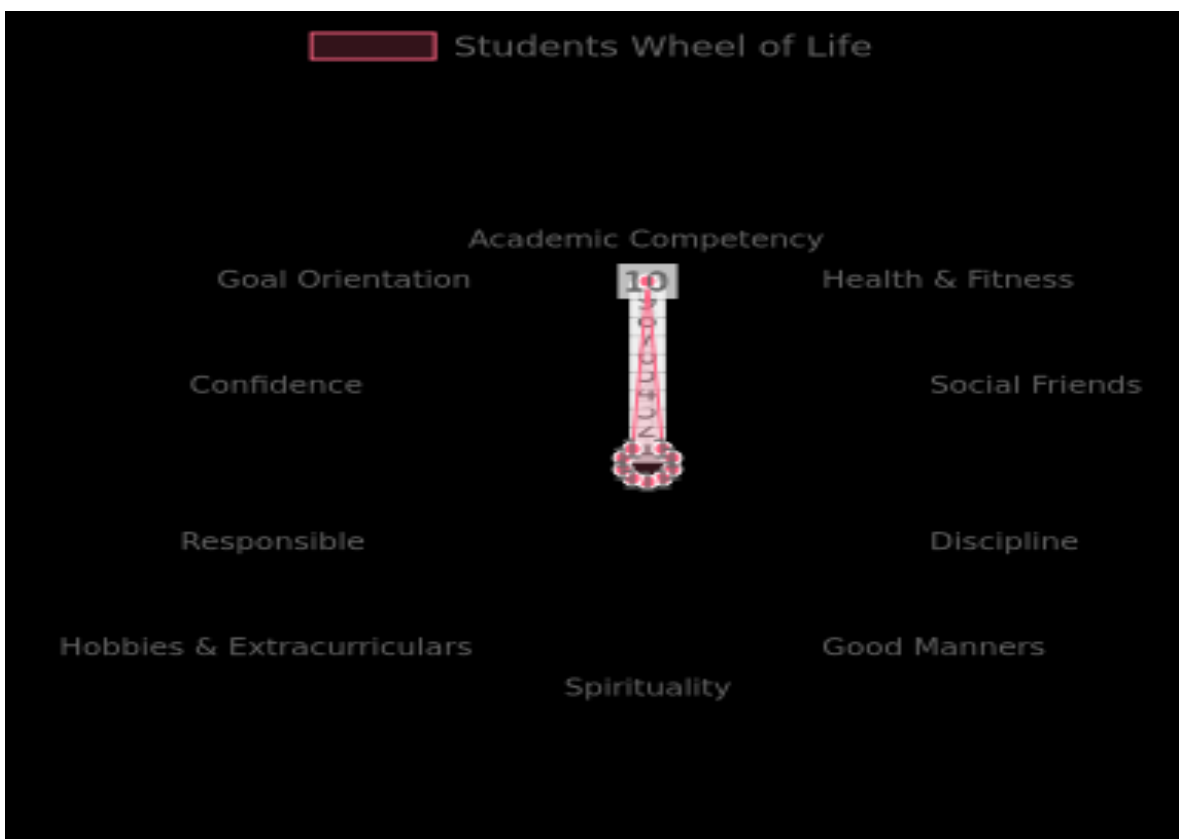 Students Wheel of Life
Academic Competency
Goal Orientation
Health & Fitness
10
Confidence
Social Friends
Responsible
Discipline
Hobbies & Extracurriculars
Good Manners
Spirituality